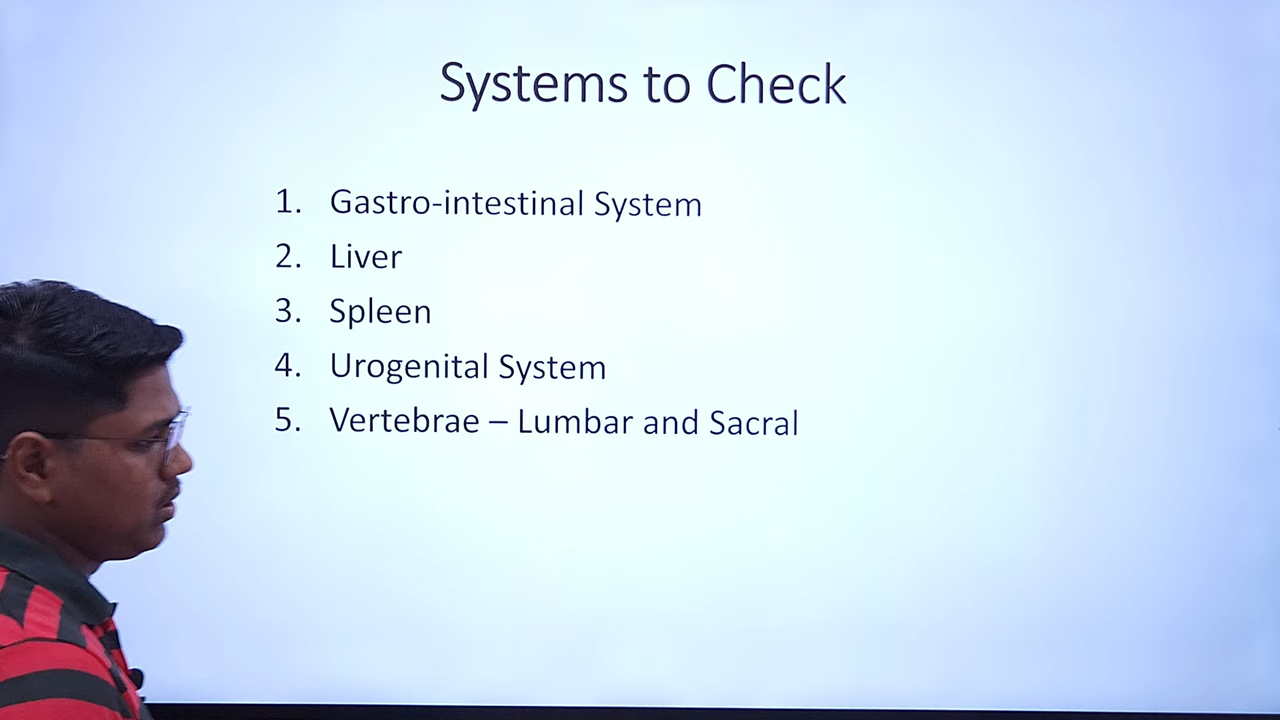 Systems to Check
1. Gastro-intestinal System
2. Liver
3. Spleen
4. Urogenital System
5. Vertebrae – Lumbar and Sacral